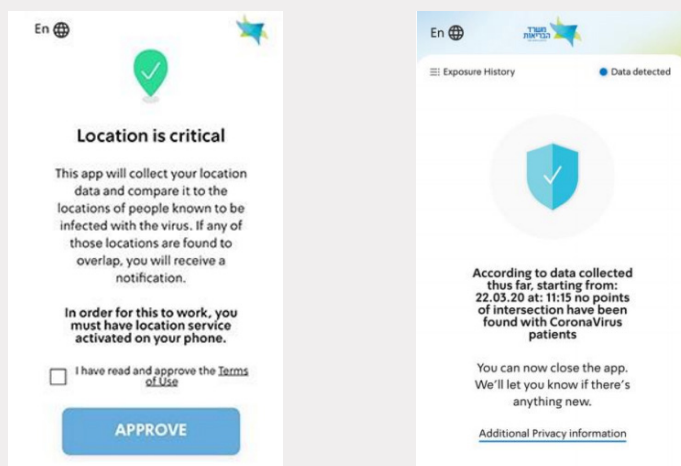 En
Location is critical
This app will collect your location
data and compare it to the
locations of people known to be
infected with the virus. If any of
those locations are found to
overlap, you will receive a
notification.
In order for this to work, you
must have location service
activated on your phone.
I have read and approve the Terms
of Use
APPROVE
En
משרד
הבריאות
Exposure History
Data detected
According to data collected
thus far, starting from:
22.03.20 at: 11:15 no points
of intersection have been
found with CoronaVirus
patients
You can now close the app.
We'll let you know if there's
anything new.
Additional Privacy information